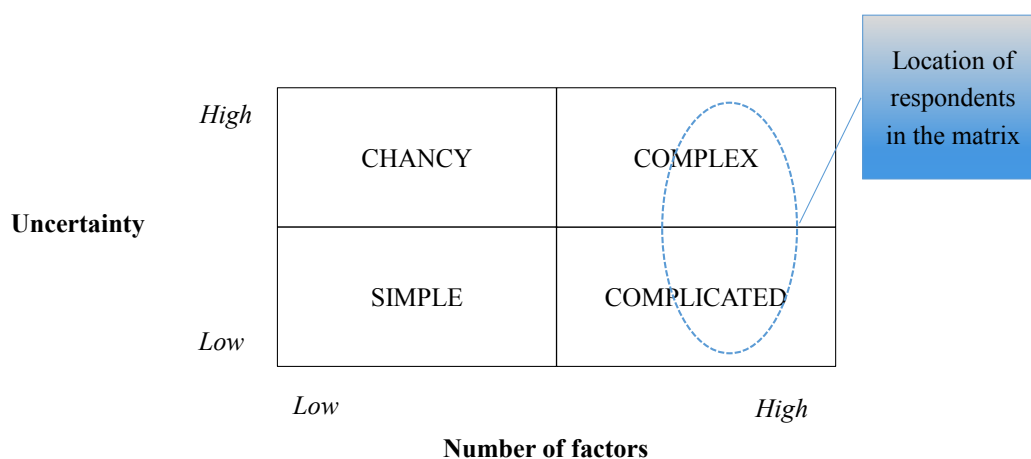 Location of
respondents
in the matrix
High
CHANCY
COMPLEX
Uncertainty
SIMPLE
COMPLICATED
Low
Low
High
Number of factors